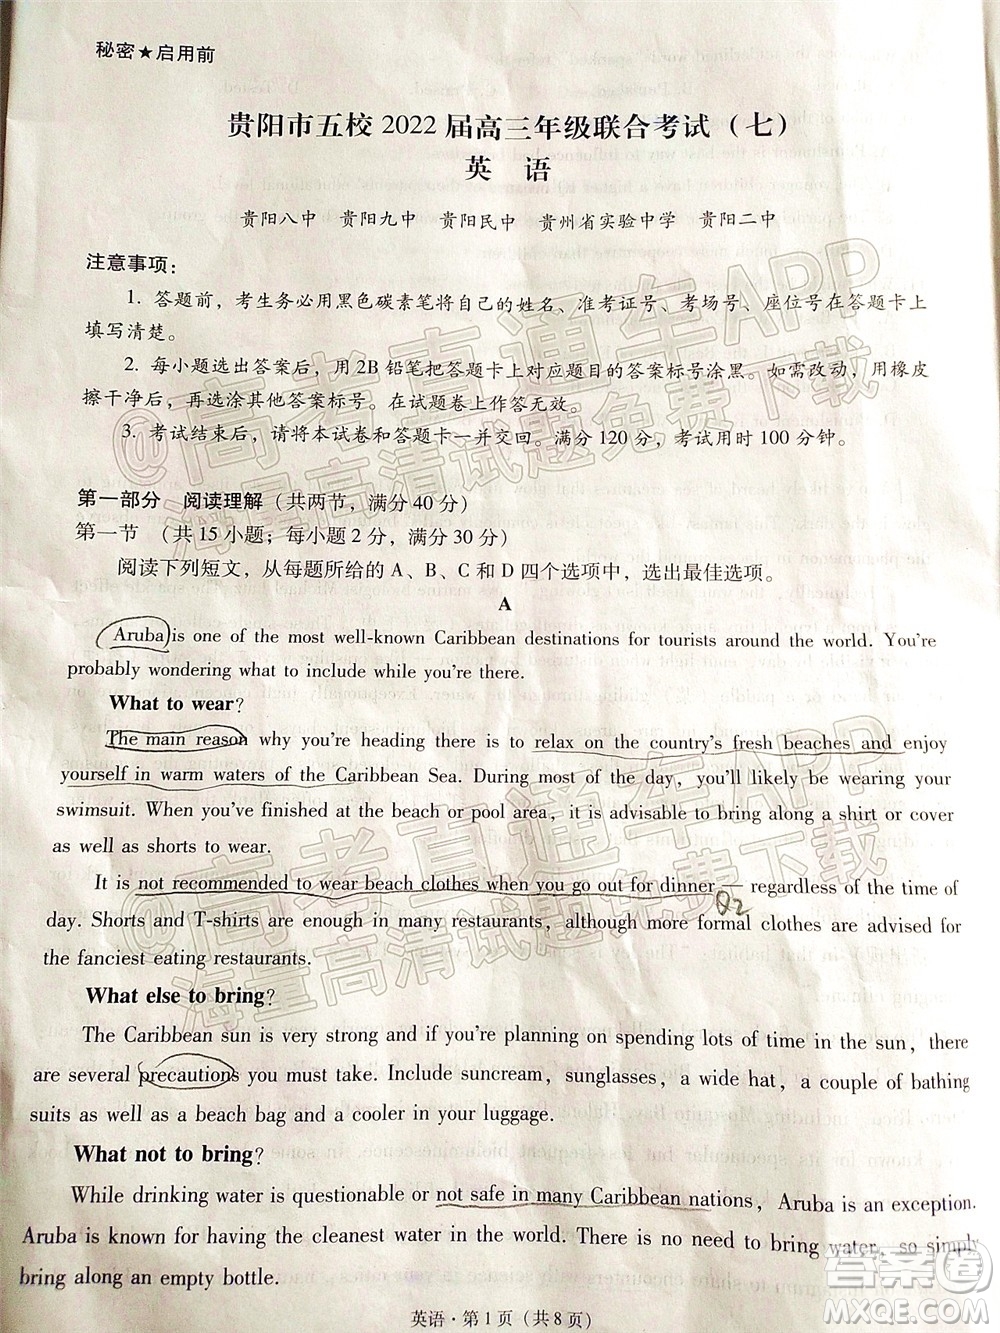 秘密★启用前
贵阳市五校 2022 届高三年级联合考试（七）
英 语
贵阳八中 贵阳九中 贵阳民中 贵州省实验中学 贵阳二中
注意事项：
1. 答题前，考生务必用黑色碳素笔将自己的姓名、准考证号、考场号、座位号在答题卡上
填写清楚。
2. 每小题选出答案后，用 2B 铅笔把答题卡上对应题目的答案标号涂黑。如需改动，用橡皮
擦干净后，再选涂其他答案标号。在试题卷上作答无效。
3. 考试结束后，请将本试卷和答题卡一并交回。满分 120 分，考试用时 100 分钟。
第一部分 阅读理解（共两节，满分 40 分）
第一节 （共 15 小题；每小题 2 分，满分 30 分）
阅读下列短文，从每题所给的 A、B、C 和 D 四个选项中，选出最佳选项。
A
Aruba is one of the most well-known Caribbean destinations for tourists around the world. You're
probably wondering what to include while you're there.
What to wear?
The main reason why you're heading there is to relax on the country's fresh beaches and enjoy
yourself in warm waters of the Caribbean Sea. During most of the day, you'll likely be wearing your
swimsuit. When you've finished at the beach or pool area, it is advisable to bring along a shirt or cover
as well as shorts to wear.
It is not recommended to wear beach clothes when you go out for dinner — regardless of the time of
Q2
day. Shorts and T-shirts are enough in many restaurants, although more formal clothes are advised for
the fanciest eating restaurants.
What else to bring?
The Caribbean sun is very strong and if you're planning on spending lots of time in the sun, there
are several precautions you must take. Include suncream, sunglasses, a wide hat, a couple of bathing
suits as well as a beach bag and a cooler in your luggage.
What not to bring?
While drinking water is questionable or not safe in many Caribbean nations, Aruba is an exception.
Aruba is known for having the cleanest water in the world. There is no need to bring water, so simply
bring along an empty bottle.
英语·第 1 页（共 8 页）
@高考直通车APP
海量高清试题免费下载
@高考直通车APP
海量高清试题免费下载
答案圈
MXQE.COM